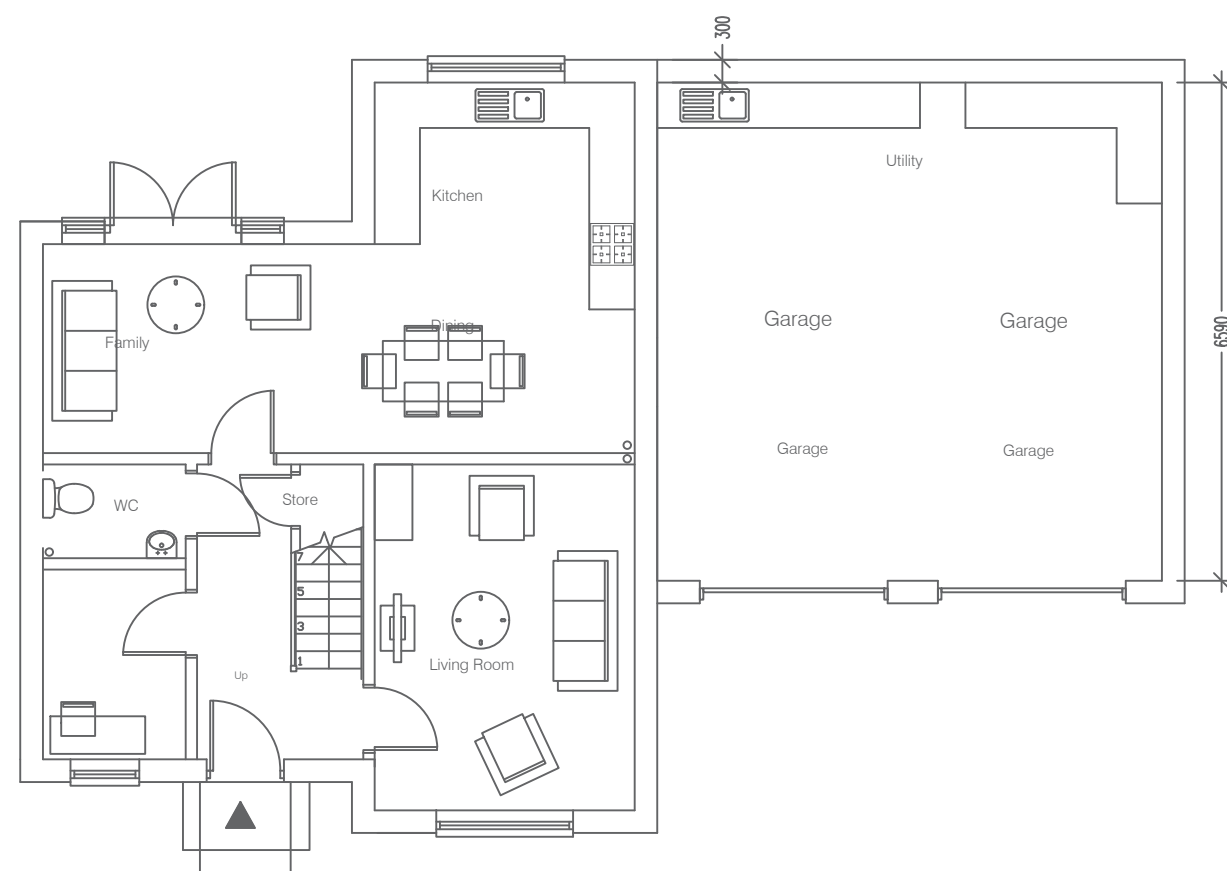 300
Utility
Kitchen
Garage
Garage
6590
Dining
Family
Garage
Garage
WC
Store
7
5
3
1
Living Room
Up